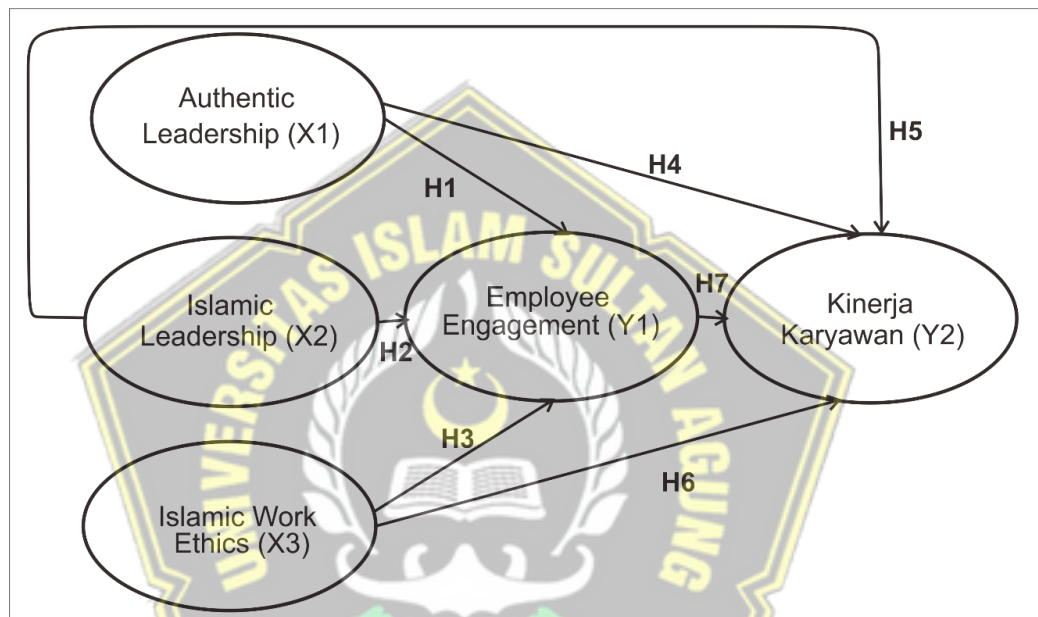 Authentic
Leadership (X1)
H5
H4
H1
UNIVERSITAS ISLAM SULTAN AGUNG
Islamic
Leadership (X2)
H2
Employee
Engagement (Y1)
H7
Kinerja
Karyawan (Y2)
H3
H6
Islamic Work
Ethics (X3)